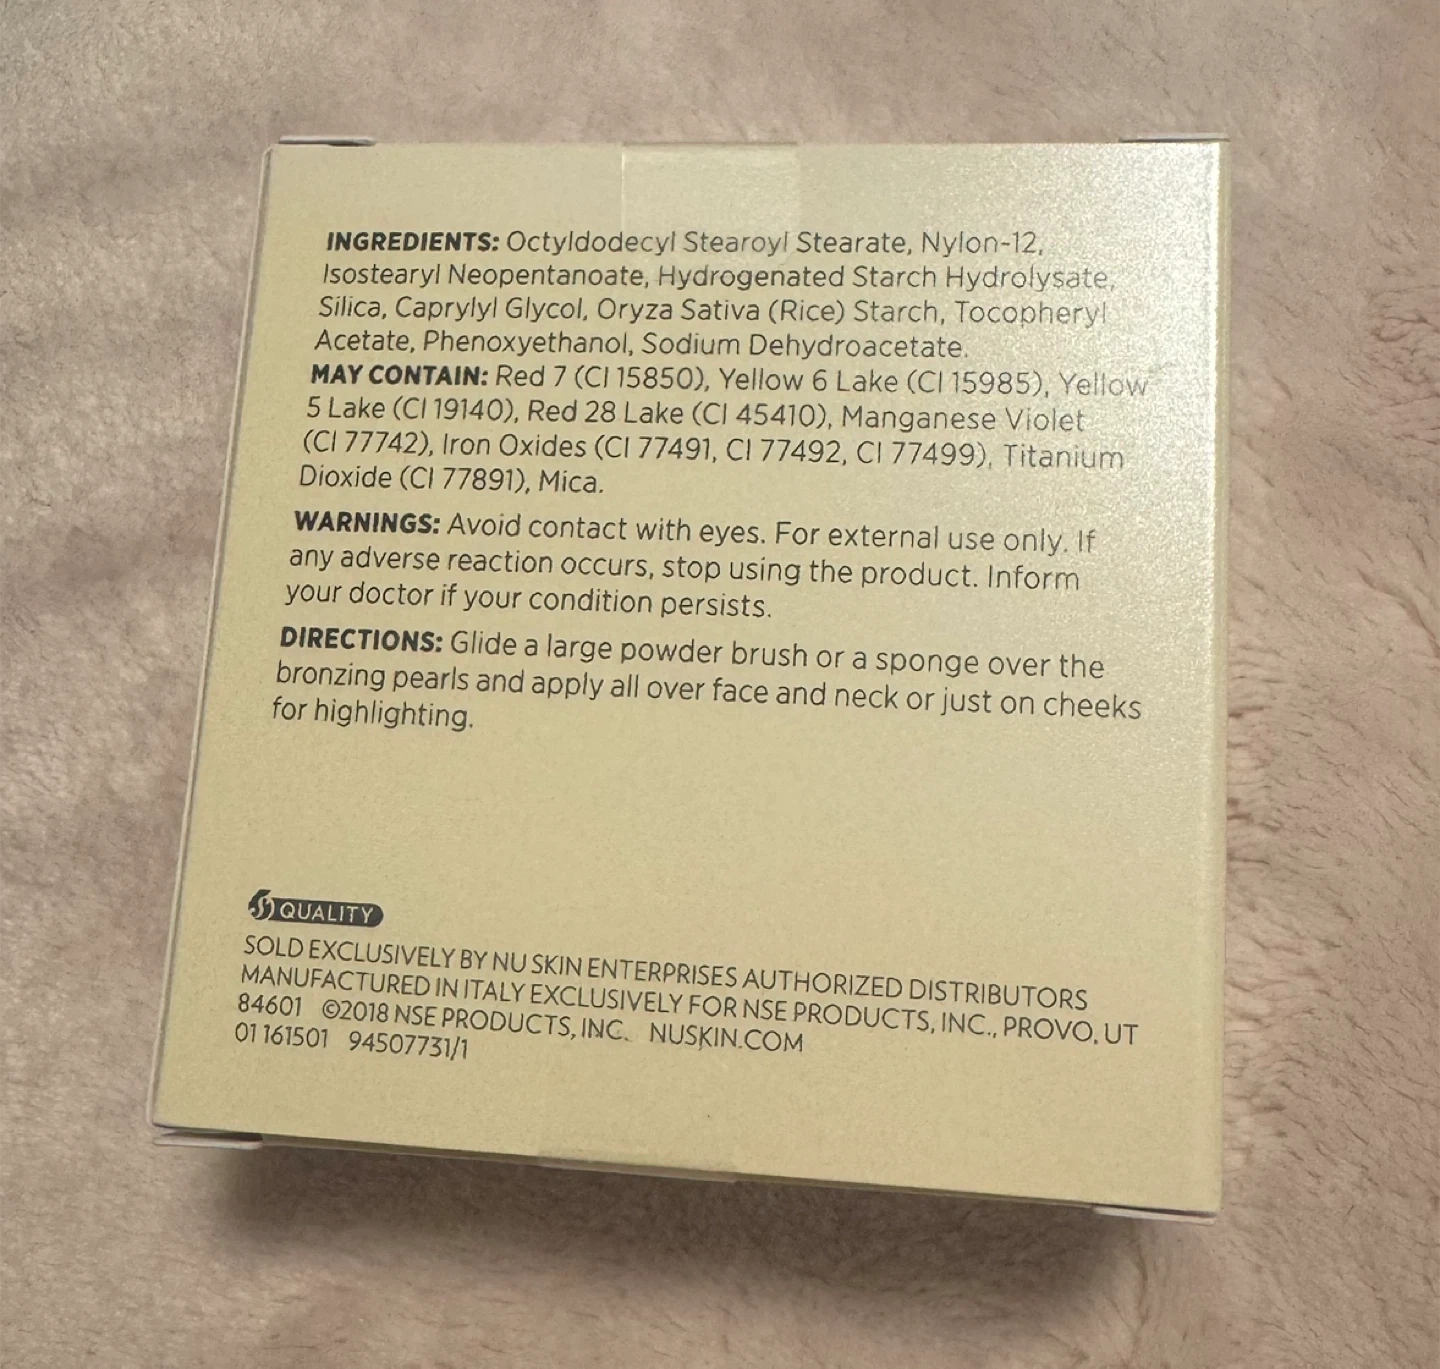 INGREDIENTS: Octyldodecyl Stearoyl Stearate, Nylon-12,
Isostearyl Neopentanoate, Hydrogenated Starch Hydrolysate,
Silica, Caprylyl Glycol, Oryza Sativa (Rice) Starch, Tocopheryl
Acetate, Phenoxyethanol, Sodium Dehydroacetate.
MAY CONTAIN: Red 7 (CI 15850), Yellow 6 Lake (CI 15985), Yellow
5 Lake (CI 19140), Red 28 Lake (CI 45410), Manganese Violet
(CI 77742), Iron Oxides (CI 77491, CI 77492, CI 77499), Titanium
Dioxide (CI 77891), Mica.
WARNINGS: Avoid contact with eyes. For external use only. If
any adverse reaction occurs, stop using the product. Inform
your doctor if your condition persists.
DIRECTIONS: Glide a large powder brush or a sponge over the
bronzing pearls and apply all over face and neck or just on cheeks
for highlighting.
6S QUALITY
SOLD EXCLUSIVELY BY NU SKIN ENTERPRISES AUTHORIZED DISTRIBUTORS
MANUFACTURED IN ITALY EXCLUSIVELY FOR NSE PRODUCTS, INC., PROVO, UT
84601 ©2018 NSE PRODUCTS, INC. NUSKIN.COM
01 161501 94507731/1